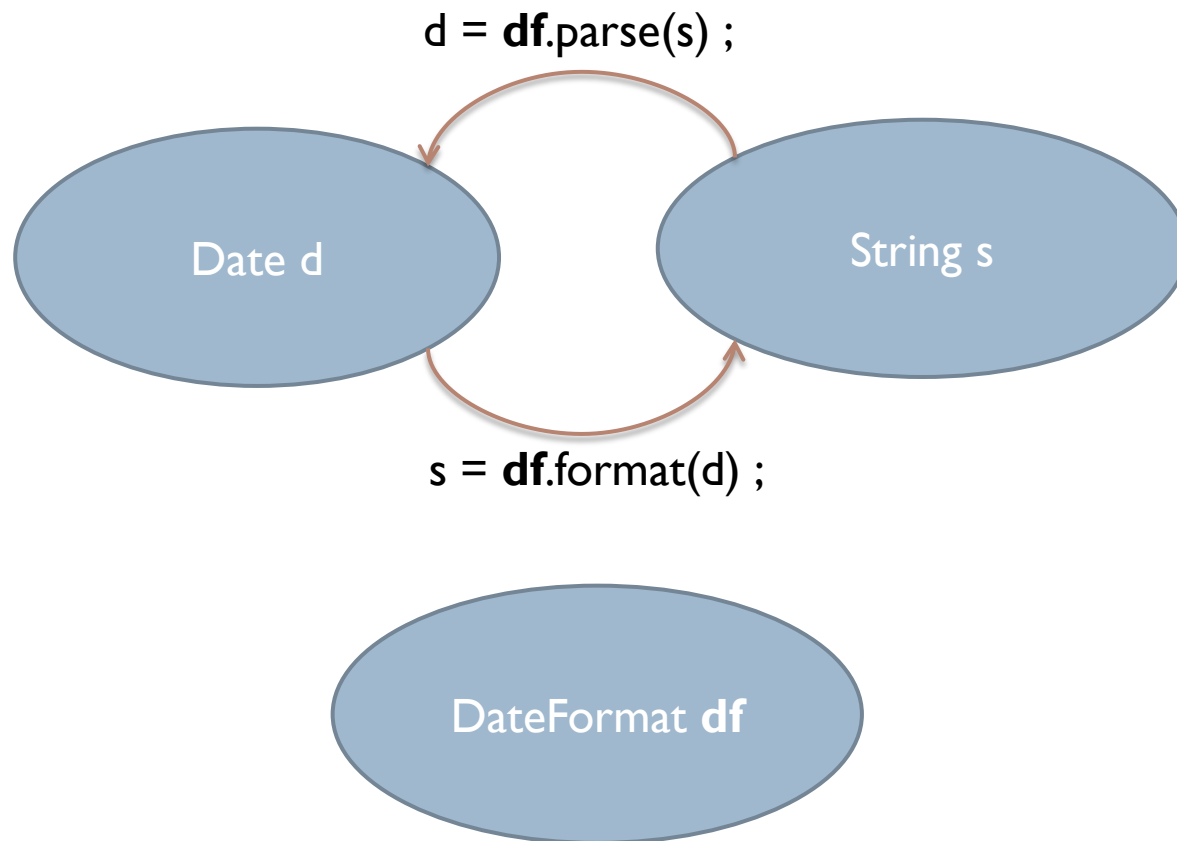 d = df.parse(s) ;
Date d
String s
s = df.format(d) ;
DateFormat df